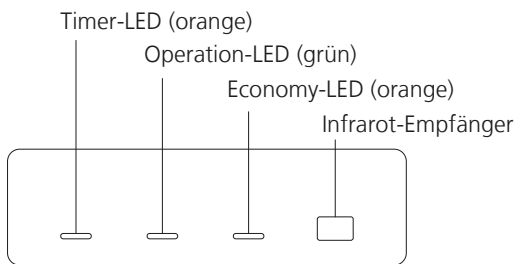 Timer-LED (orange)
Operation-LED (grün)
Economy-LED (orange)
Infrarot-Empfänger